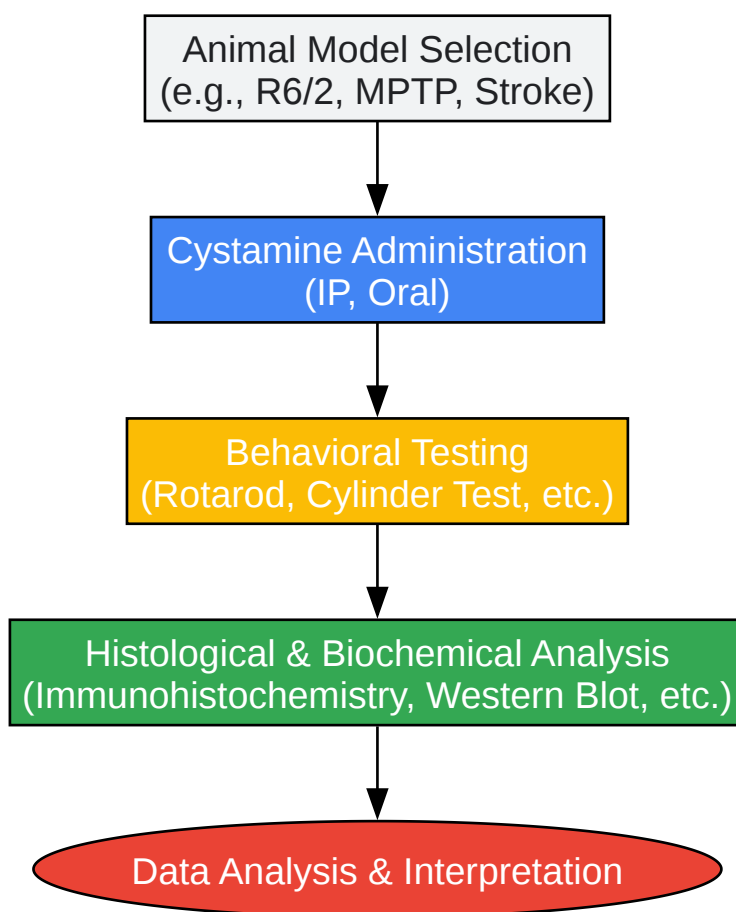 Animal Model Selection
(e.g., R6/2, MPTP, Stroke)
Cystamine Administration
(IP, Oral)
Behavioral Testing
(Rotarod, Cylinder Test, etc.)
Histological & Biochemical Analysis
(Immunohistochemistry, Western Blot, etc.)
Data Analysis & Interpretation